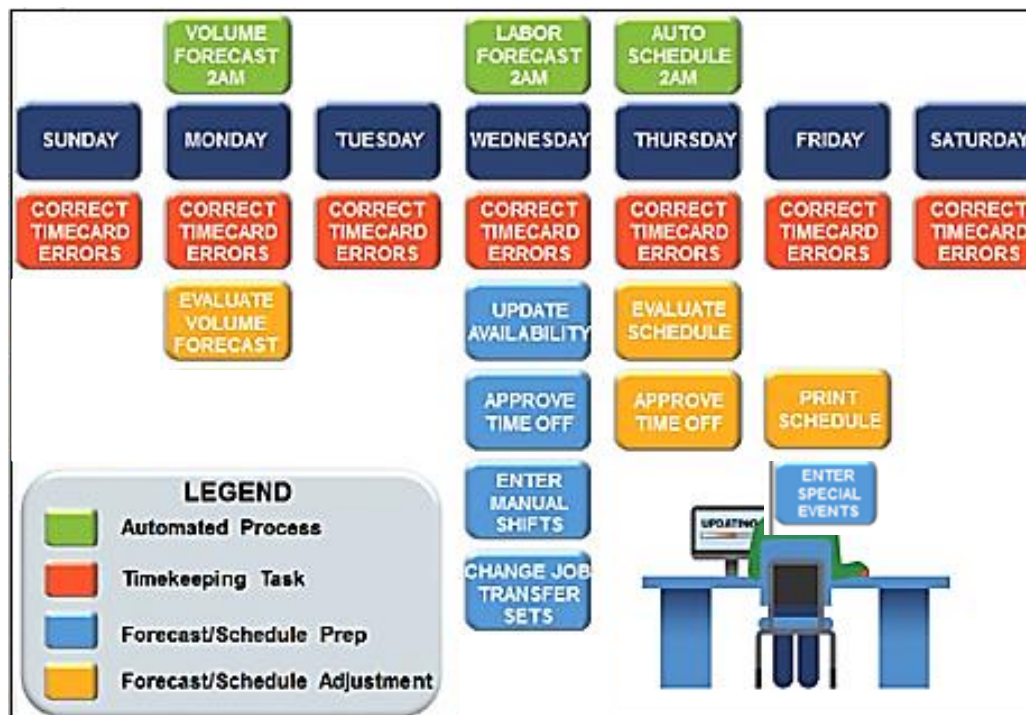 VOLUME
FORECAST
2AM
LABOR
FORECAST
2AM
AUTO
SCHEDULE
2AM
SUNDAY
MONDAY
TUESDAY
WEDNESDAY
THURSDAY
FRIDAY
SATURDAY
CORRECT
TIMECARD
ERRORS
CORRECT
TIMECARD
ERRORS
CORRECT
TIMECARD
ERRORS
CORRECT
TIMECARD
ERRORS
CORRECT
TIMECARD
ERRORS
CORRECT
TIMECARD
ERRORS
CORRECT
TIMECARD
ERRORS
EVALUATE
VOLUME
FORECAST
UPDATE
AVAILABILITY
EVALUATE
SCHEDULE
APPROVE
TIME OFF
APPROVE
TIME OFF
PRINT
SCHEDULE
ENTER
MANUAL
SHIFTS
ENTER
SPECIAL
EVENTS
CHANGE JOB
TRANSFER
SETS
UPDATING
LEGEND
Automated Process
Timekeeping Task
Forecast/Schedule Prep
Forecast/Schedule Adjustment